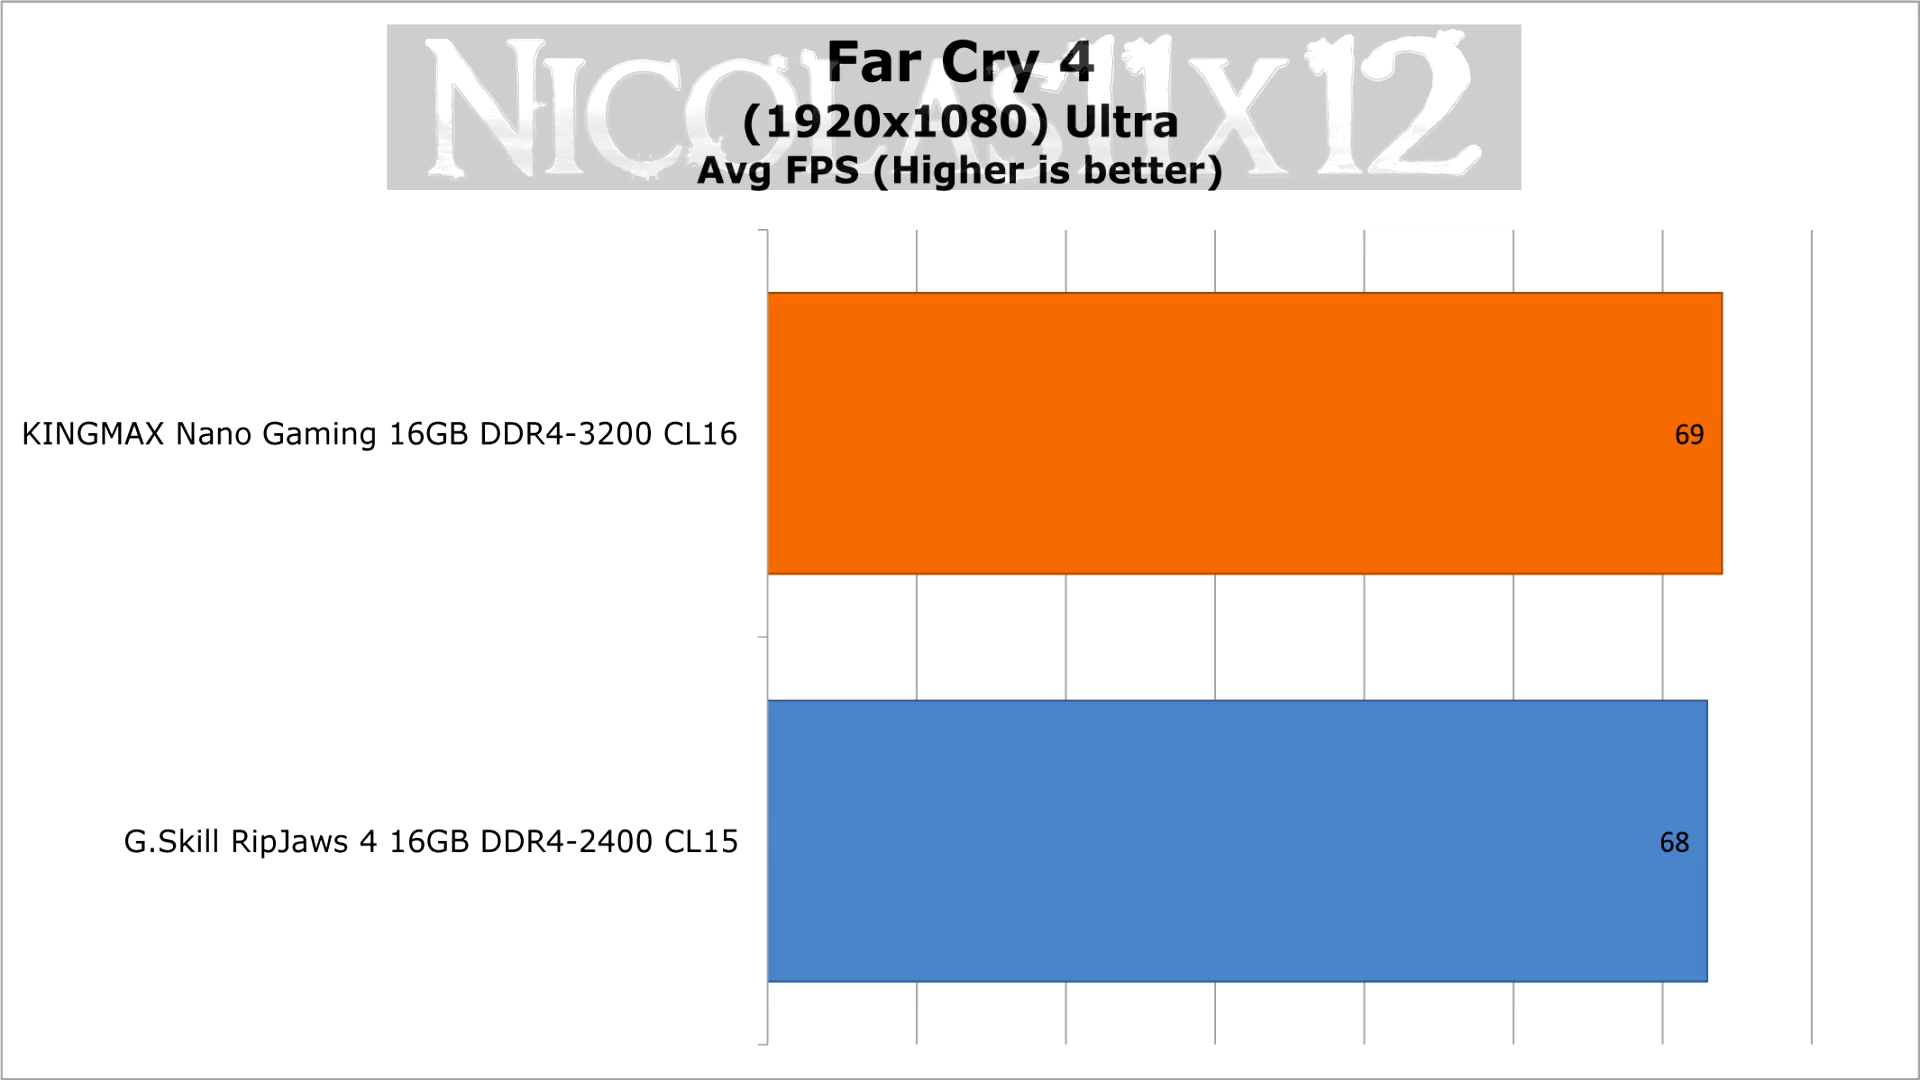 Nicolas11x12
Far Cry 4
(1920x1080) Ultra
Avg FPS (Higher is better)
KINGMAX Nano Gaming 16GB DDR4-3200 CL16
69
G.Skill RipJaws 4 16GB DDR4-2400 CL15
68